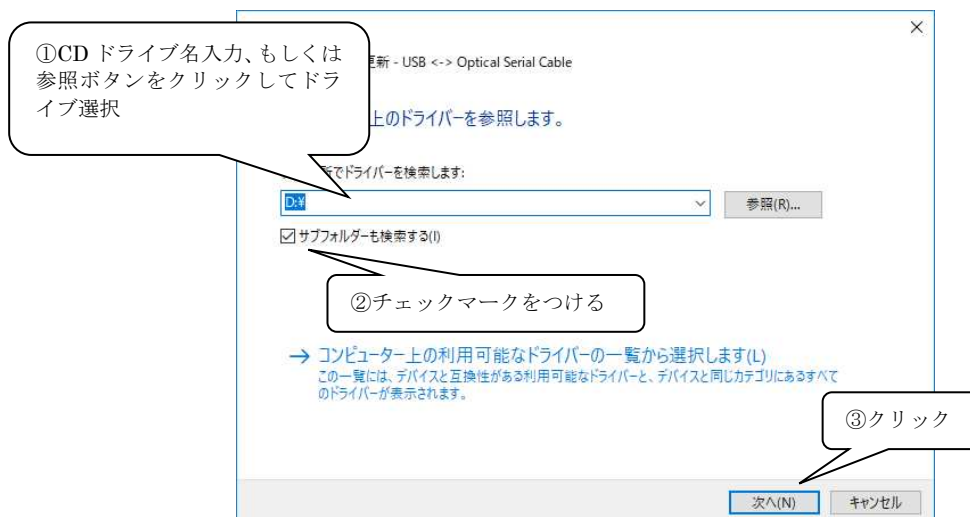 ①CD ドライブ名入力、もしくは
参照ボタンをクリックしてドラ
イブ選択
更新 - USB <-> Optical Serial Cable
上のドライバーを参照します。
所でドライバーを検索します:
D:¥
参照(R)...
サブフォルダーも検索する(I)
②チェックマークをつける
→ コンピューター上の利用可能なドライバーの一覧から選択します(L)
この一覧には、デバイスと互換性がある利用可能なドライバーと、デバイスと同じカテゴリにあるすべて
のドライバーが表示されます。
③クリック
次へ(N)
キャンセル